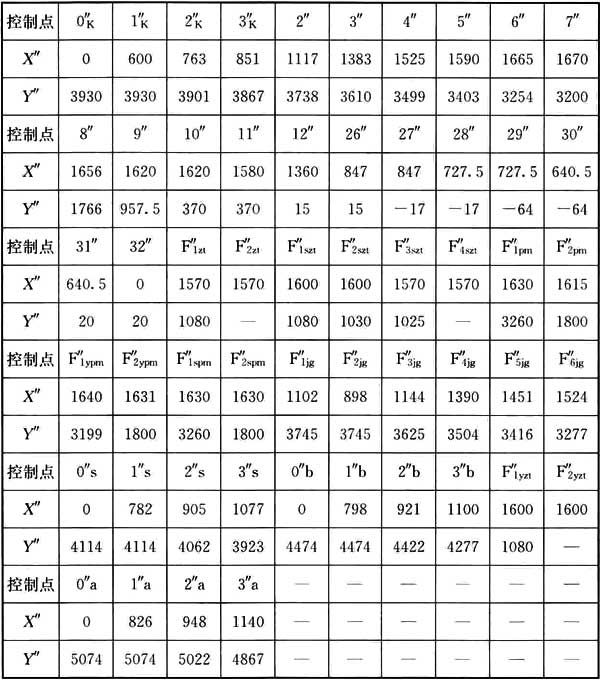 控制点 0″K 1″K 2″K 3″K 2″ 3″ 4″ 5″ 6″ 7″
X″ 0 600 763 851 1117 1383 1525 1590 1665 1670
Y″ 3930 3930 3901 3867 3738 3610 3499 3403 3254 3200
控制点 8″ 9″ 10″ 11″ 12″ 26″ 27″ 28″ 29″ 30″
X″ 1656 1620 1620 1580 1360 847 847 727.5 727.5 640.5
Y″ 1766 957.5 370 370 15 15 −17 −17 −64 −64
控制点 31″ 32″ F″1zt F″2zt F″1szt F″2szt F″3szt F″4szt F″1pm F″2pm
X″ 640.5 0 1570 1570 1600 1600 1570 1570 1630 1615
Y″ 20 20 1080 — 1080 1030 1025 — 3260 1800
控制点 F″1ypm F″2ypm F″1spm F″2spm F″1jg F″2jg F″3jg F″4jg F″5jg F″6jg
X″ 1640 1631 1630 1630 1102 898 1144 1390 1451 1524
Y″ 3199 1800 3260 1800 3745 3745 3625 3504 3416 3277
控制点 0″s 1″s 2″s 3″s 0″b 1″b 2″b 3″b F″1yzt F″2yzt
X″ 0 782 905 1077 0 798 921 1100 1600 1600
Y″ 4114 4114 4062 3923 4474 4474 4422 4277 1080 —
控制点 0″a 1″a 2″a 3″a — — — — — —
X″ 0 826 948 1140 — — — — — —
Y″ 5074 5074 5022 4867 — — — — — —